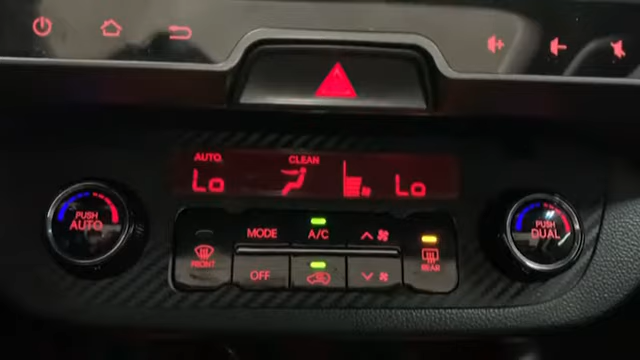 AUTO
CLEAN
Lo
Lo
PUSH
AUTO
MODE
A/C
FRONT
OFF
REAR
PUSH
DUAL